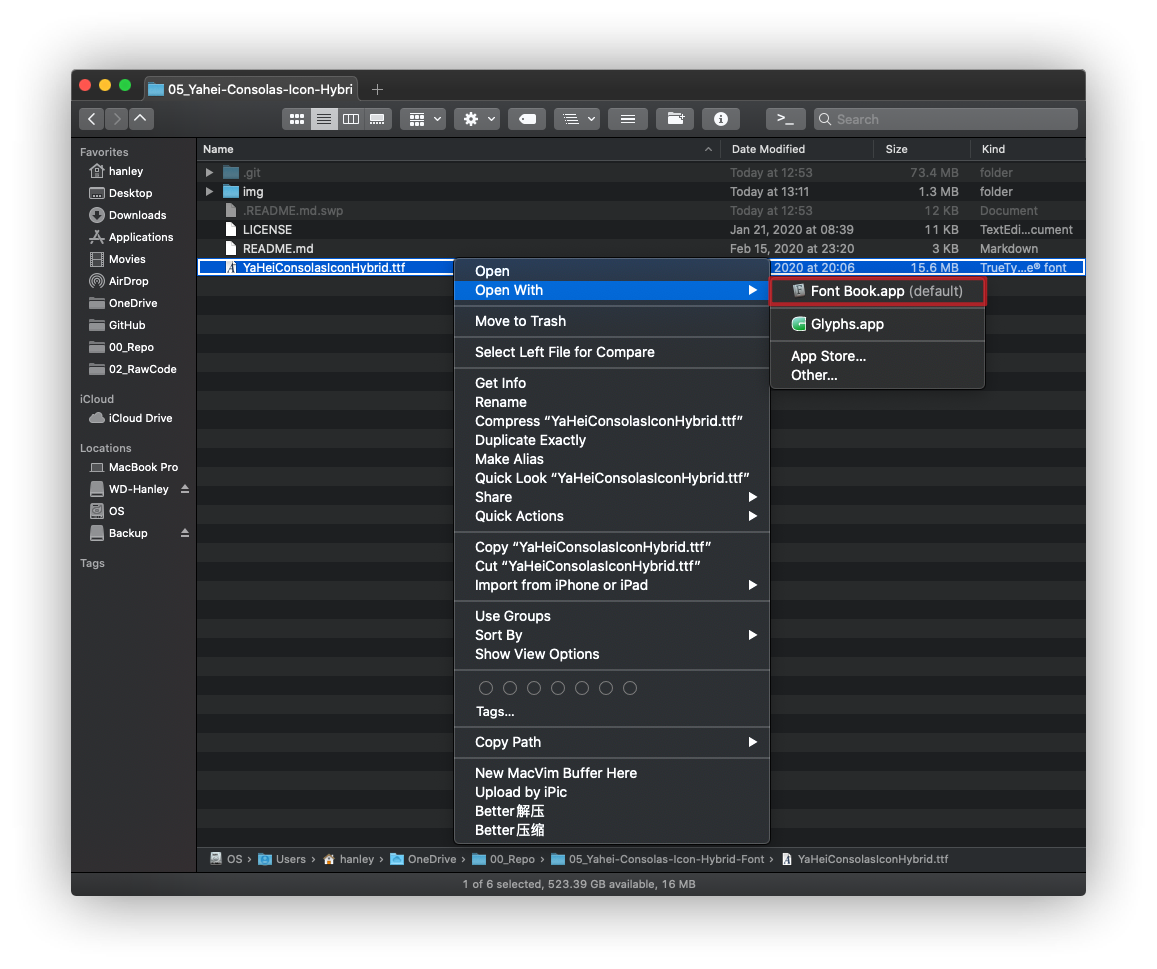 05_Yahei-Consolas-Icon-Hybri
Search
Favorites
hanley
Desktop
Downloads
Applications
Movies
AirDrop
OneDrive
GitHub
00_Repo
02_RawCode
iCloud
iCloud Drive
Locations
MacBook Pro
WD-Hanley
OS
Backup
Tags
Name Date Modified Size Kind
.git Today at 12:53 73.4 MB folder
img Today at 13:11 1.3 MB folder
.README.md.swp Today at 12:53 12 KB Document
LICENSE Jan 21, 2020 at 08:39 11 KB TextEdi...cument
README.md Feb 15, 2020 at 23:20 3 KB Markdown
YaHeiConsolasIconHybrid.ttf 2020 at 20:06 15.6 MB TrueTy...e® font
Open
Open With
Move to Trash
Select Left File for Compare
Get Info
Rename
Compress “YaHeiConsolasIconHybrid.ttf”
Duplicate Exactly
Make Alias
Quick Look “YaHeiConsolasIconHybrid.ttf”
Share
Quick Actions
Copy “YaHeiConsolasIconHybrid.ttf”
Cut “YaHeiConsolasIconHybrid.ttf”
Import from iPhone or iPad
Use Groups
Sort By
Show View Options
Tags...
Copy Path
New MacVim Buffer Here
Upload by iPic
Better解压
Better压缩
Font Book.app (default)
Glyphs.app
App Store...
Other...
OS › Users › hanley › OneDrive › 00_Repo › 05_Yahei-Consolas-Icon-Hybrid-Font › YaHeiConsolasIconHybrid.ttf
1 of 6 selected, 523.39 GB available, 16 MB